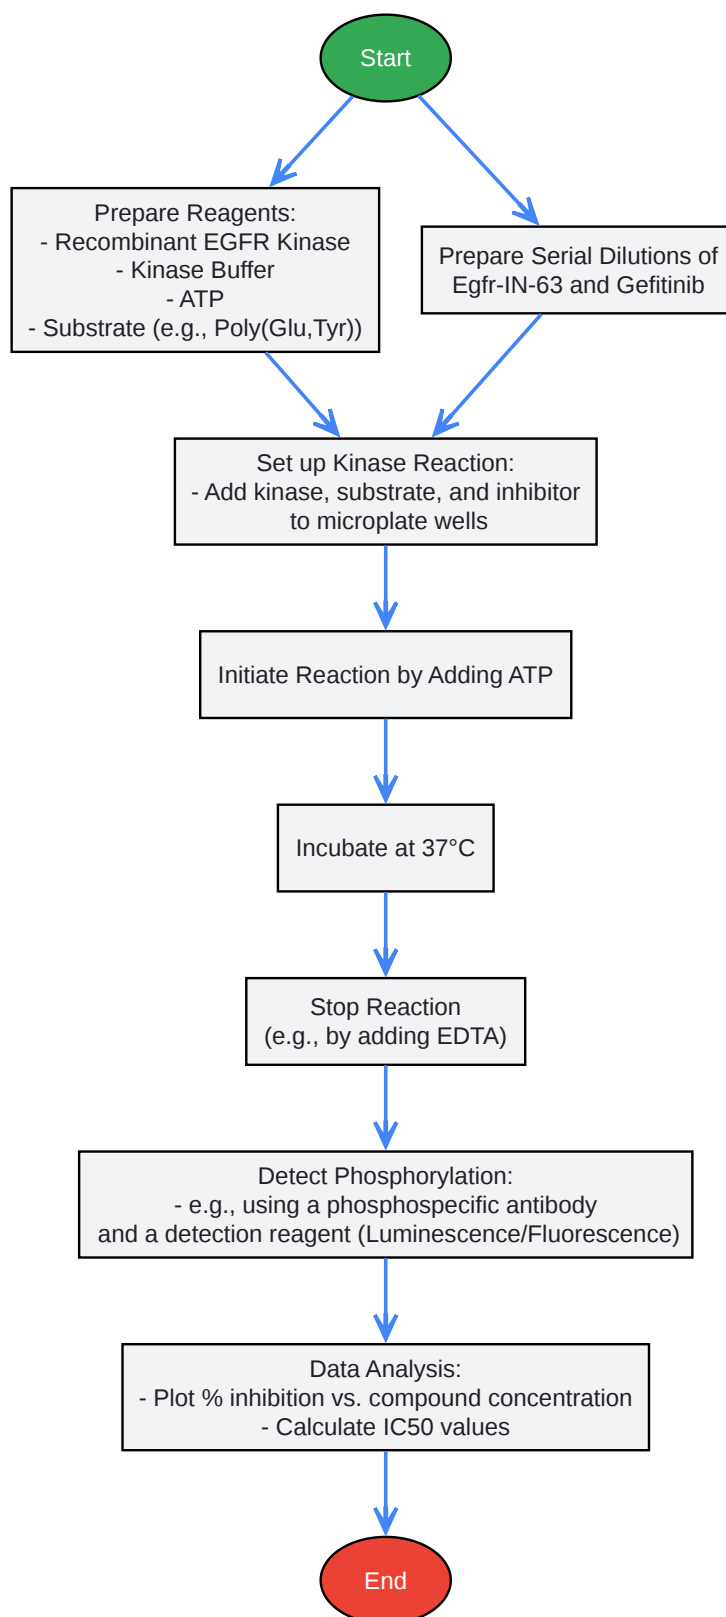 Start
Prepare Reagents:
- Recombinant EGFR Kinase
- Kinase Buffer
- ATP
- Substrate (e.g., Poly(Glu,Tyr))
Prepare Serial Dilutions of
Egfr-IN-63 and Gefitinib
Set up Kinase Reaction:
- Add kinase, substrate, and inhibitor
to microplate wells
Initiate Reaction by Adding ATP
Incubate at 37°C
Stop Reaction
(e.g., by adding EDTA)
Detect Phosphorylation:
- e.g., using a phosphospecific antibody
and a detection reagent (Luminescence/Fluorescence)
Data Analysis:
- Plot % inhibition vs. compound concentration
- Calculate IC50 values
End